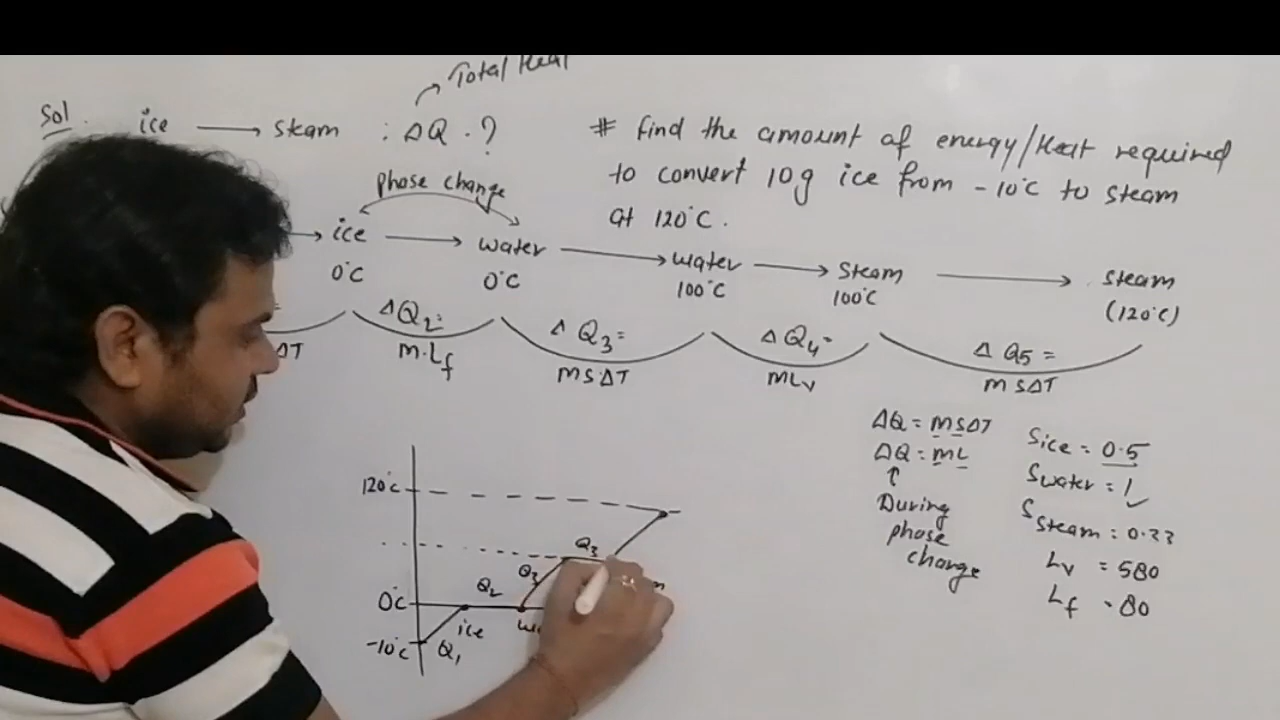 Total Heat
Sol.
ice → steam : ΔQ . ?
# find the amount of energy/Heat required
to convert 10g ice from -10°C to steam
at 120°C .
phase change
→ ice → water → water → steam → steam
0°C 0°C 100°C 100°C (120°C)
ΔQ2= ΔQ3= ΔQ4= ΔQ5=
ΔT m.Lf msΔT mLv msΔT
ΔQ = msΔT
ΔQ = mL
↑
During
phase
change
Sice = 0.5
Swater = 1 ✓
Ssteam = 0.33
Lv = 580
Lf = 80
120°C
Q3
Q3
Q2
0°C
ice
-10°C
Q1